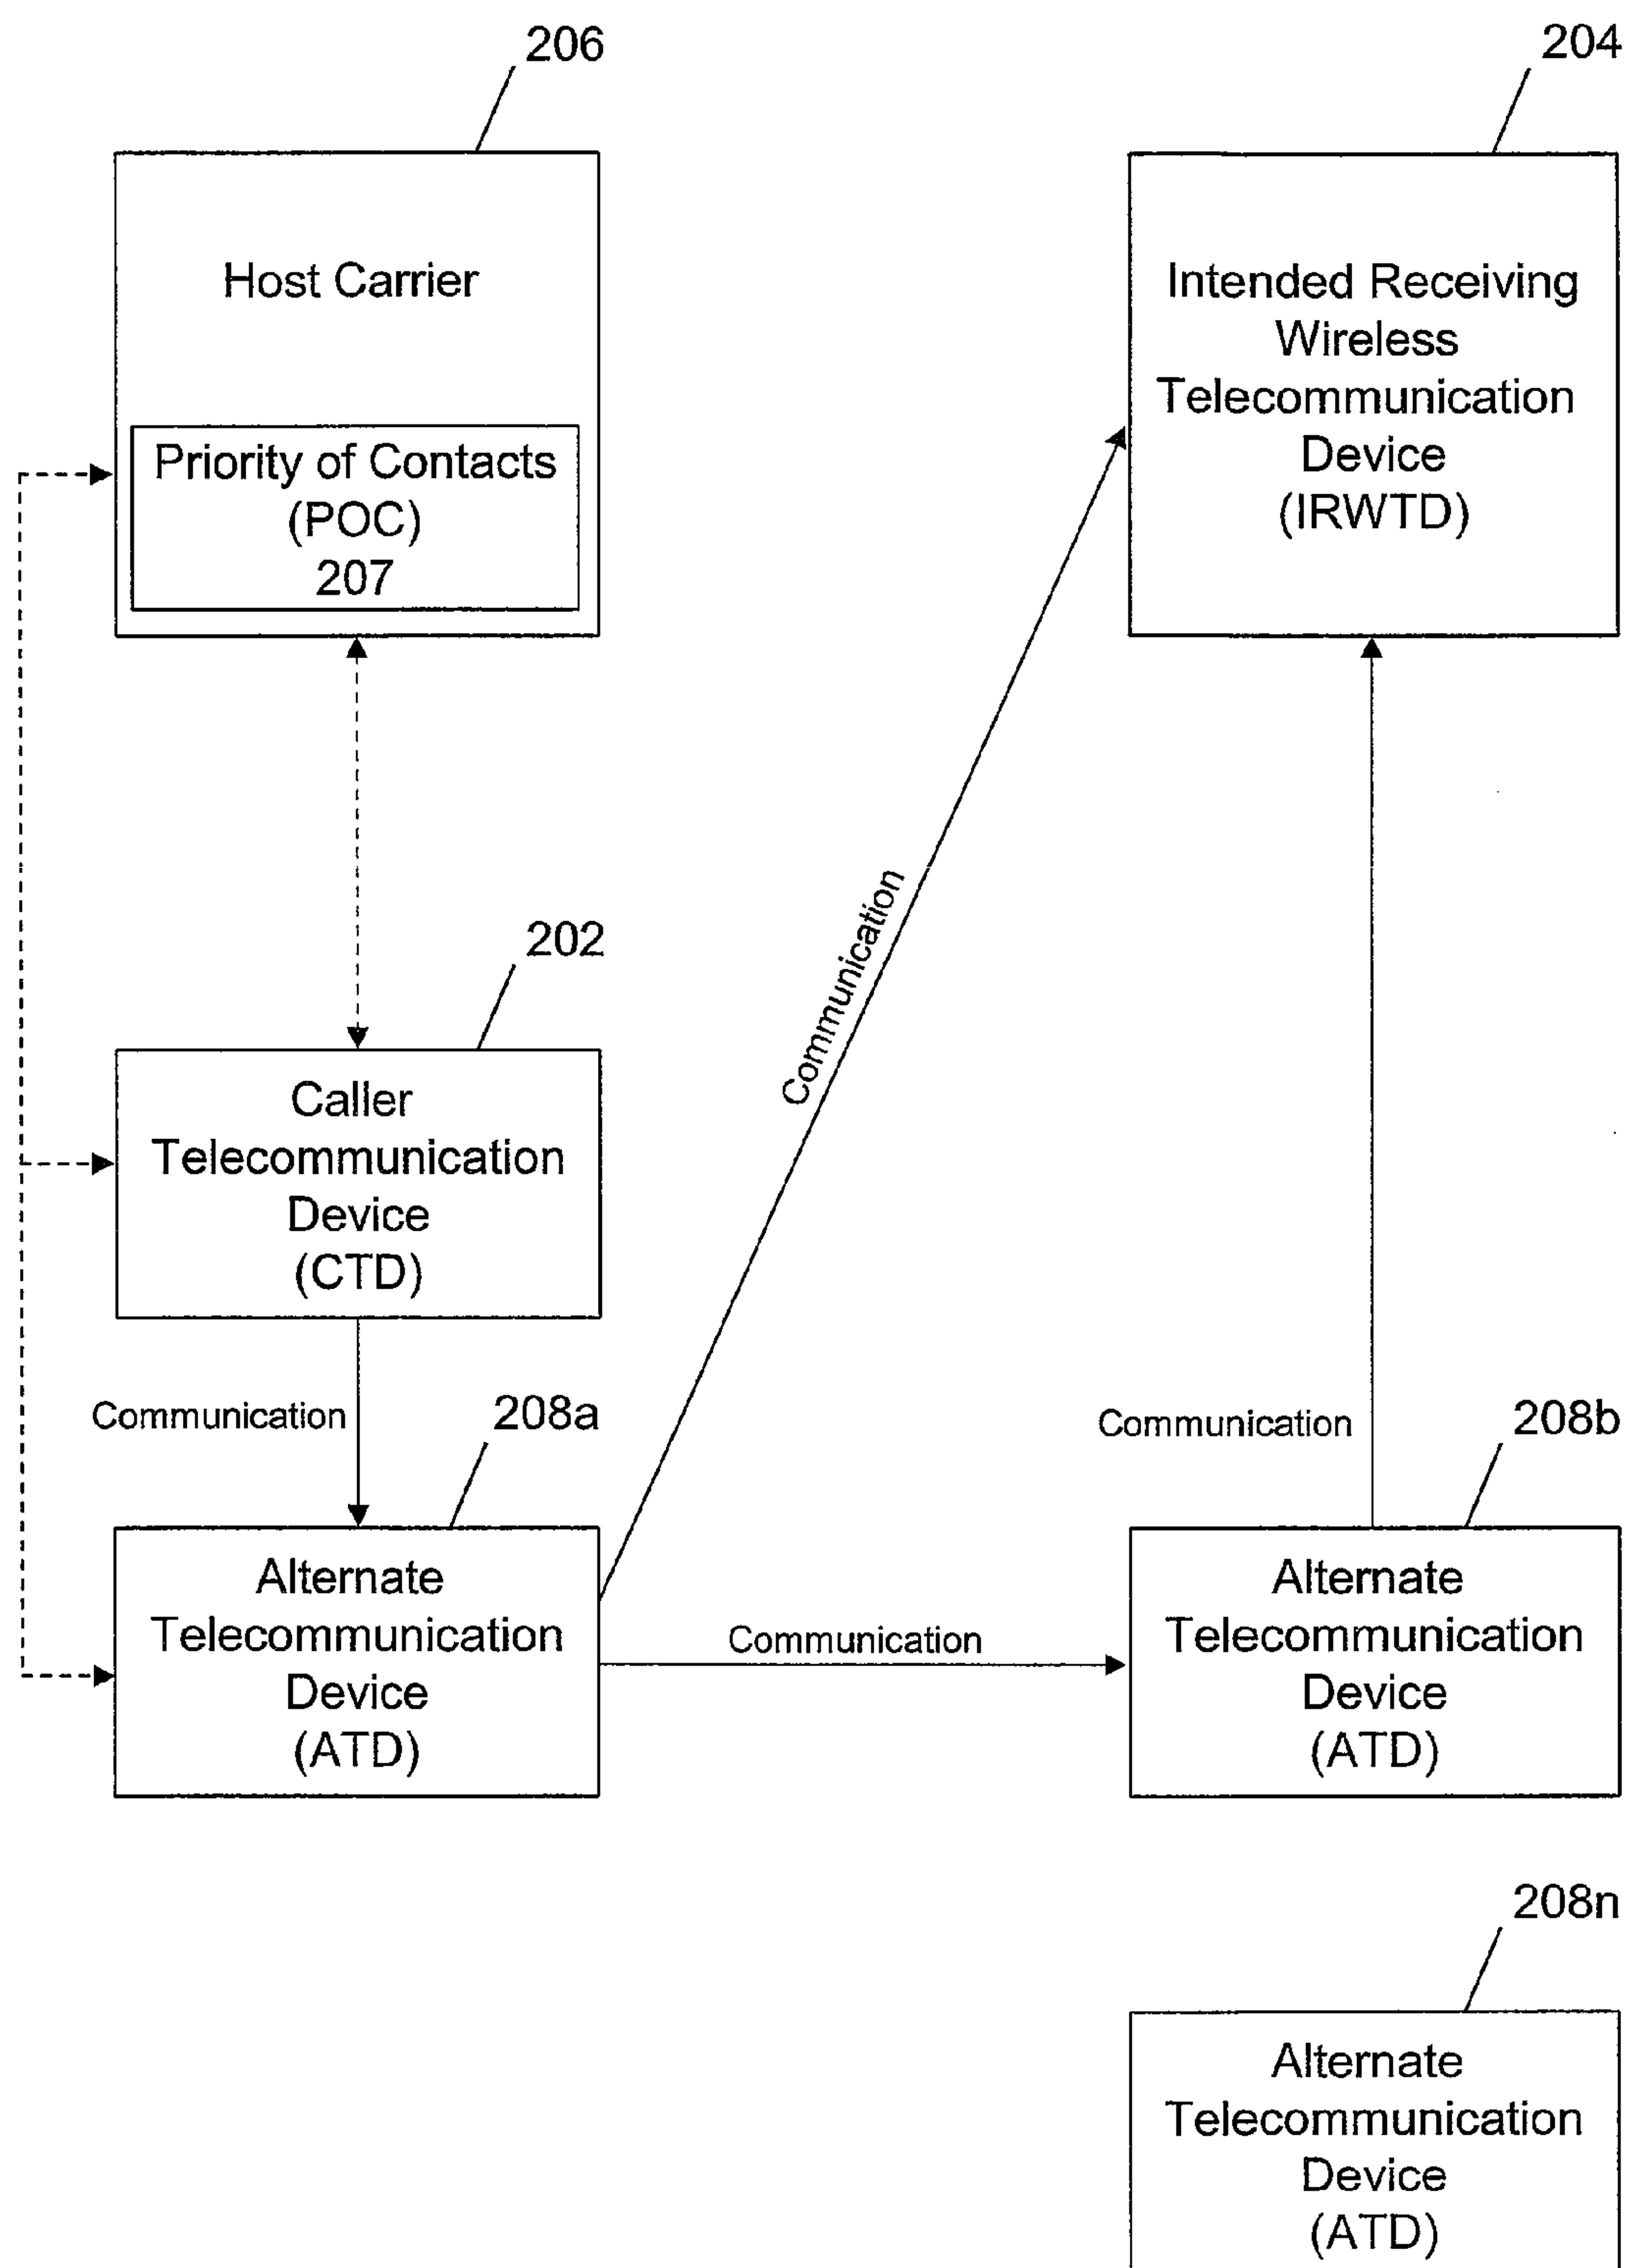 206
204
Host Carrier
Priority of Contacts
(POC)
207
Intended Receiving
Wireless
Telecommunication
Device
(IRWTD)
Communication
202
Caller
Telecommunication
Device
(CTD)
Communication
208a
Communication
208b
Alternate
Telecommunication
Device
(ATD)
Communication
Alternate
Telecommunication
Device
(ATD)
208n
Alternate
Telecommunication
Device
(ATD)